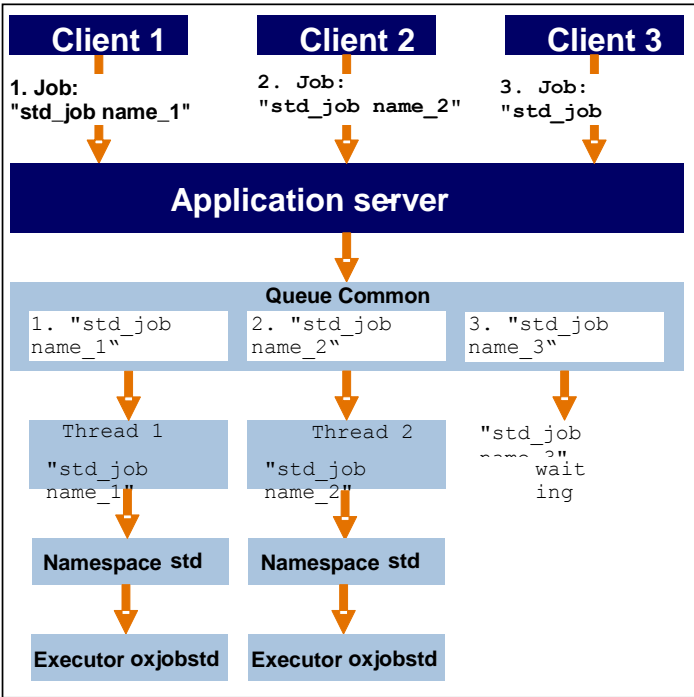 Client 1
Client 2
Client 3
1. Job:
"std_job name_1"
2. Job:
"std_job name_2"
3. Job:
"std_job
Application server
Queue Common
1. "std_job
name_1“
2. "std_job
name_2“
3. "std_job
name_3“
Thread 1
"std_job
name_1"
Thread 2
"std_job
name_2"
"std_job
name_3"
wait
ing
Namespace std
Namespace std
Executor oxjobstd
Executor oxjobstd